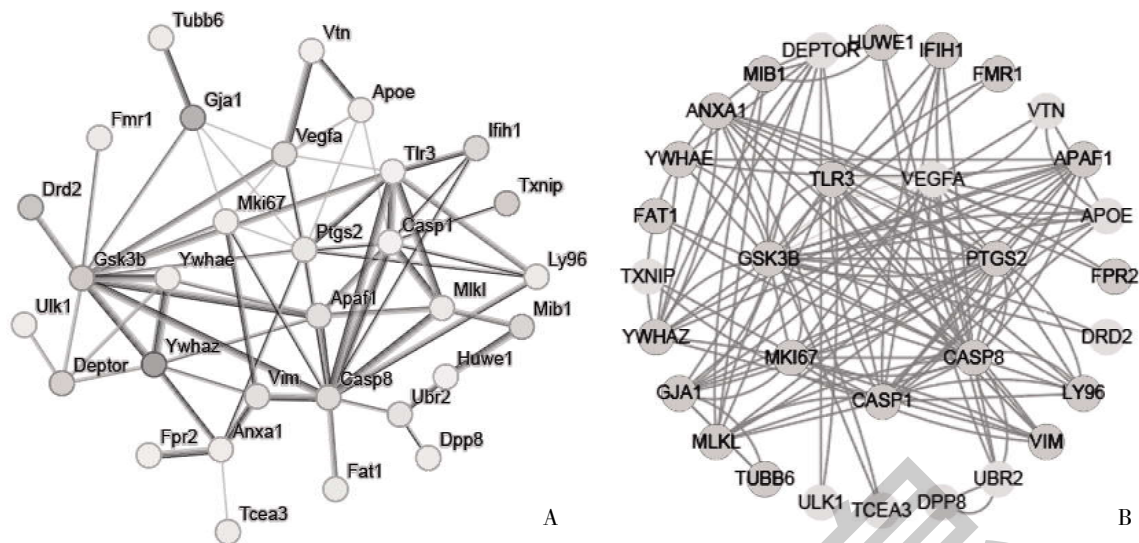 Tubb6
Vtn
Gja1
Apoe
Fmr1
Vegfa
Ifih1
Tlr3
Drd2
Txnip
Mki67
Casp1
Ptgs2
Gsk3b
Ywhae
Ly96
Apaf1
Mlkl
Ulk1
Mib1
Ywhaz
Deptor
Huwe1
Vim
Casp8
Ubr2
Fpr2
Anxa1
Dpp8
Fat1
Tcea3
A
HUWE1
DEPTOR
IFIH1
MIB1
FMR1
ANXA1
VTN
YWHAE
APAF1
TLR3
VEGFA
FAT1
APOE
GSK3B
PTGS2
TXNIP
FPR2
YWHAZ
DRD2
MKI67
CASP8
GJA1
LY96
CASP1
MLKL
VIM
TUBB6
UBR2
ULK1
TCEA3
DPP8
B